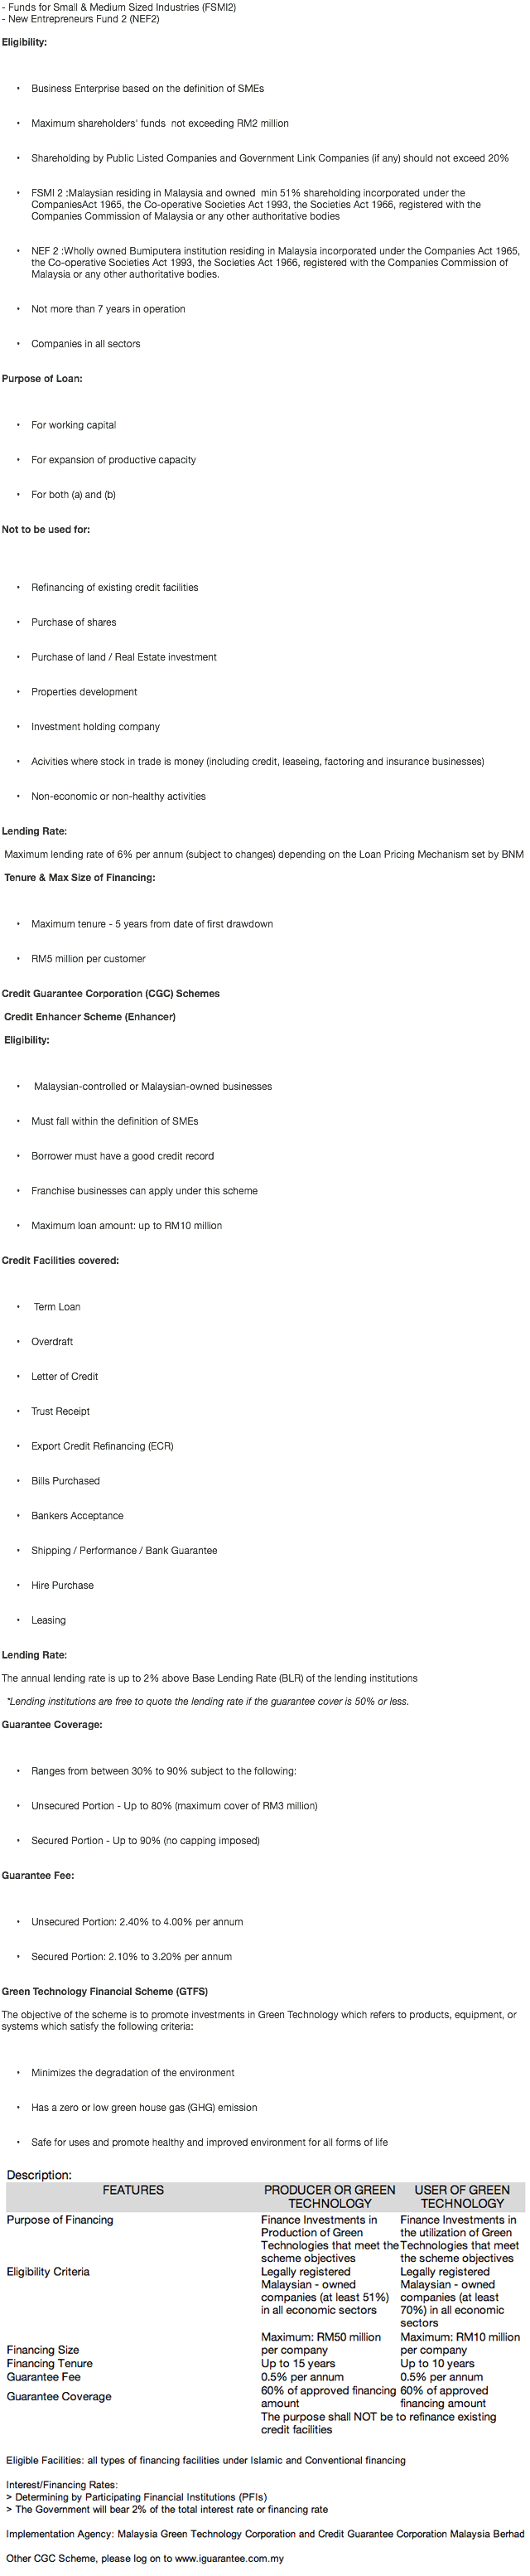 - Funds for Small & Medium Sized Industries (FSMI2)
- New Entrepreneurs Fund 2 (NEF2)
Eligibility:
• Business Enterprise based on the definition of SMEs
• Maximum shareholders' funds not exceeding RM2 million
• Shareholding by Public Listed Companies and Government Link Companies (if any) should not exceed 20%
• FSMI 2 :Malaysian residing in Malaysia and owned min 51% shareholding incorporated under the
CompaniesAct 1965, the Co-operative Societies Act 1993, the Societies Act 1966, registered with the
Companies Commission of Malaysia or any other authoritative bodies
• NEF 2 :Wholly owned Bumiputera institution residing in Malaysia incorporated under the Companies Act 1965,
the Co-operative Societies Act 1993, the Societies Act 1966, registered with the Companies Commission of
Malaysia or any other authoritative bodies.
• Not more than 7 years in operation
• Companies in all sectors
Purpose of Loan:
• For working capital
• For expansion of productive capacity
• For both (a) and (b)
Not to be used for:
• Refinancing of existing credit facilities
• Purchase of shares
• Purchase of land / Real Estate investment
• Properties development
• Investment holding company
• Acivities where stock in trade is money (including credit, leaseing, factoring and insurance businesses)
• Non-economic or non-healthy activities
Lending Rate:
Maximum lending rate of 6% per annum (subject to changes) depending on the Loan Pricing Mechanism set by BNM
Tenure & Max Size of Financing:
• Maximum tenure - 5 years from date of first drawdown
• RM5 million per customer
Credit Guarantee Corporation (CGC) Schemes
Credit Enhancer Scheme (Enhancer)
Eligibility:
• Malaysian-controlled or Malaysian-owned businesses
• Must fall within the definition of SMEs
• Borrower must have a good credit record
• Franchise businesses can apply under this scheme
• Maximum loan amount: up to RM10 million
Credit Facilities covered:
• Term Loan
• Overdraft
• Letter of Credit
• Trust Receipt
• Export Credit Refinancing (ECR)
• Bills Purchased
• Bankers Acceptance
• Shipping / Performance / Bank Guarantee
• Hire Purchase
• Leasing
Lending Rate:
The annual lending rate is up to 2% above Base Lending Rate (BLR) of the lending institutions
*Lending institutions are free to quote the lending rate if the guarantee cover is 50% or less.
Guarantee Coverage:
• Ranges from between 30% to 90% subject to the following:
• Unsecured Portion - Up to 80% (maximum cover of RM3 million)
• Secured Portion - Up to 90% (no capping imposed)
Guarantee Fee:
• Unsecured Portion: 2.40% to 4.00% per annum
• Secured Portion: 2.10% to 3.20% per annum
Green Technology Financial Scheme (GTFS)
The objective of the scheme is to promote investments in Green Technology which refers to products, equipment, or
systems which satisfy the following criteria:
• Minimizes the degradation of the environment
• Has a zero or low green house gas (GHG) emission
• Safe for uses and promote healthy and improved environment for all forms of life
Description:
FEATURES PRODUCER OR GREEN USER OF GREEN
TECHNOLOGY TECHNOLOGY
Purpose of Financing Finance Investments in Finance Investments in
Production of Green the utilization of Green
Technologies that meet the Technologies that meet
scheme objectives the scheme objectives
Eligibility Criteria Legally registered Legally registered
Malaysian - owned Malaysian - owned
companies (at least 51%) companies (at least
in all economic sectors 70%) in all economic
sectors
Maximum: RM50 million Maximum: RM10 million
Financing Size per company per company
Financing Tenure Up to 15 years Up to 10 years
Guarantee Fee 0.5% per annum 0.5% per annum
Guarantee Coverage 60% of approved financing 60% of approved
amount financing amount
The purpose shall NOT be to refinance existing
credit facilities
Eligible Facilities: all types of financing facilities under Islamic and Conventional financing
Interest/Financing Rates:
> Determining by Participating Financial Institutions (PFIs)
> The Government will bear 2% of the total interest rate or financing rate
Implementation Agency: Malaysia Green Technology Corporation and Credit Guarantee Corporation Malaysia Berhad
Other CGC Scheme, please log on to www.iguarantee.com.my